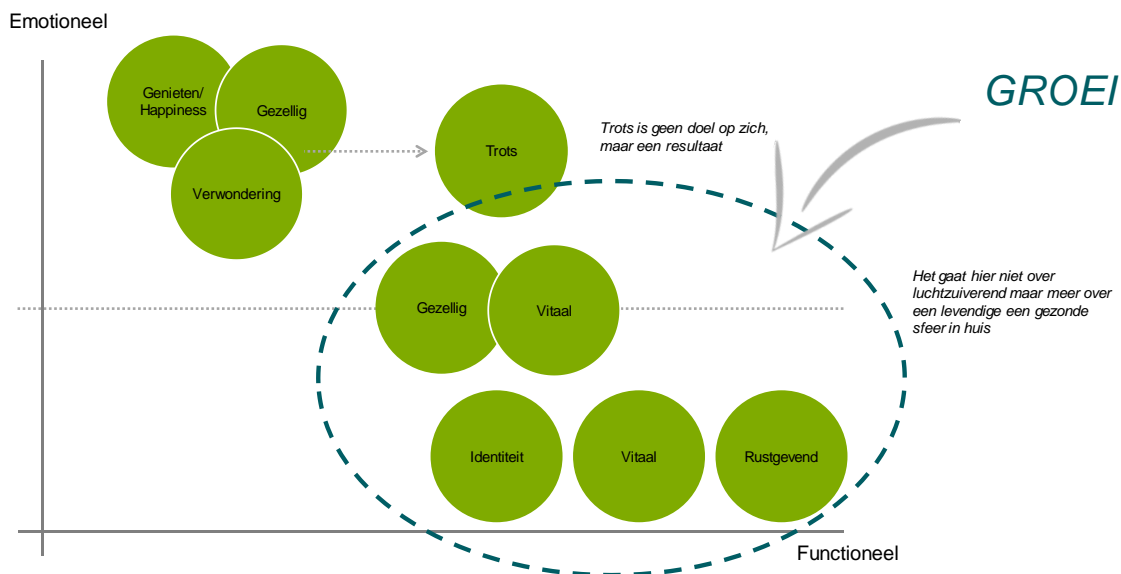 Emotioneel
Genieten/
Happiness
Gezellig
Verwondering
Trots
Trots is geen doel op zich,
maar een resultaat
GROEI
Gezellig
Vitaal
Het gaat hier niet over
luchtzuiverend maar meer over
een levendige een gezonde
sfeer in huis
Identiteit
Vitaal
Rustgevend
Functioneel